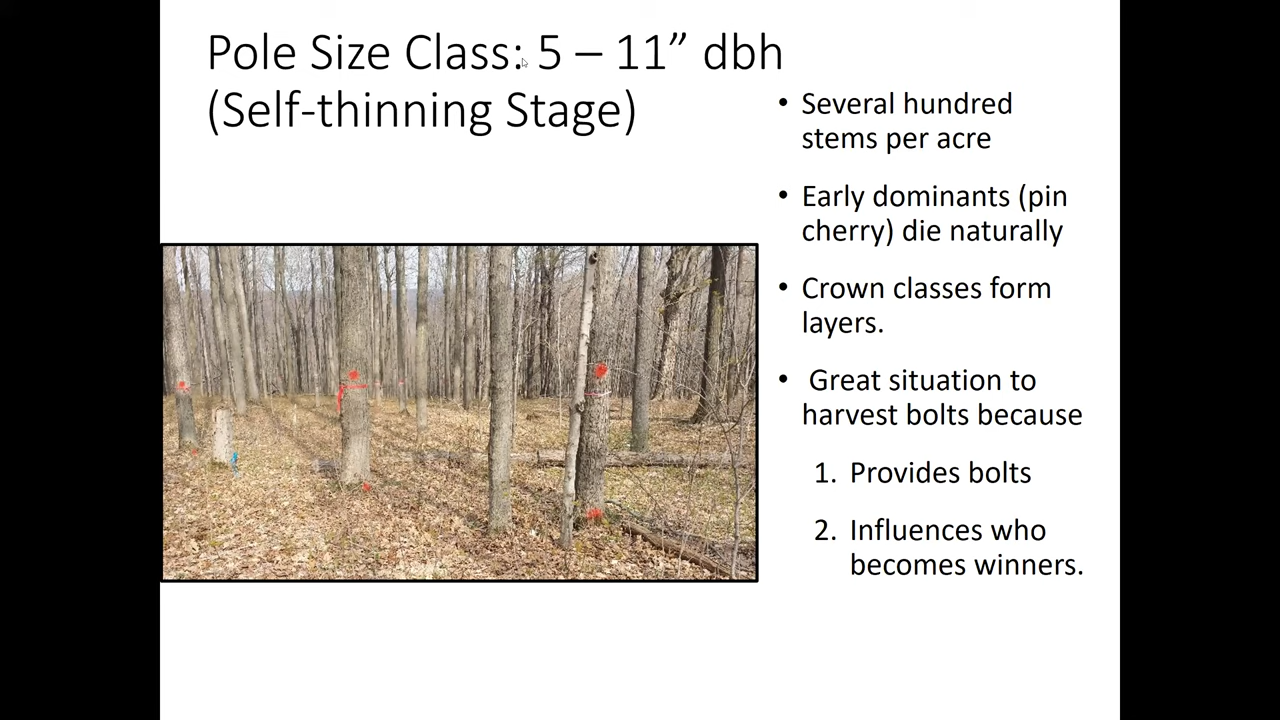 Pole Size Class: 5 – 11” dbh
(Self-thinning Stage)
• Several hundred
stems per acre
• Early dominants (pin
cherry) die naturally
• Crown classes form
layers.
• Great situation to
harvest bolts because
1. Provides bolts
2. Influences who
becomes winners.